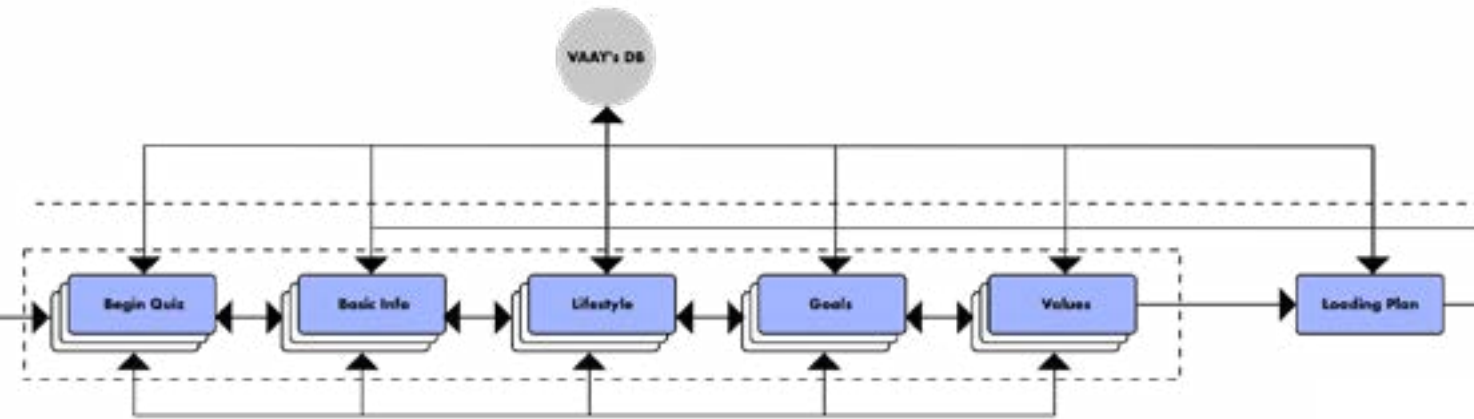 VAAY's DB
Begin Quiz
Basic Info
Lifestyle
Goals
Values
Loading Plan